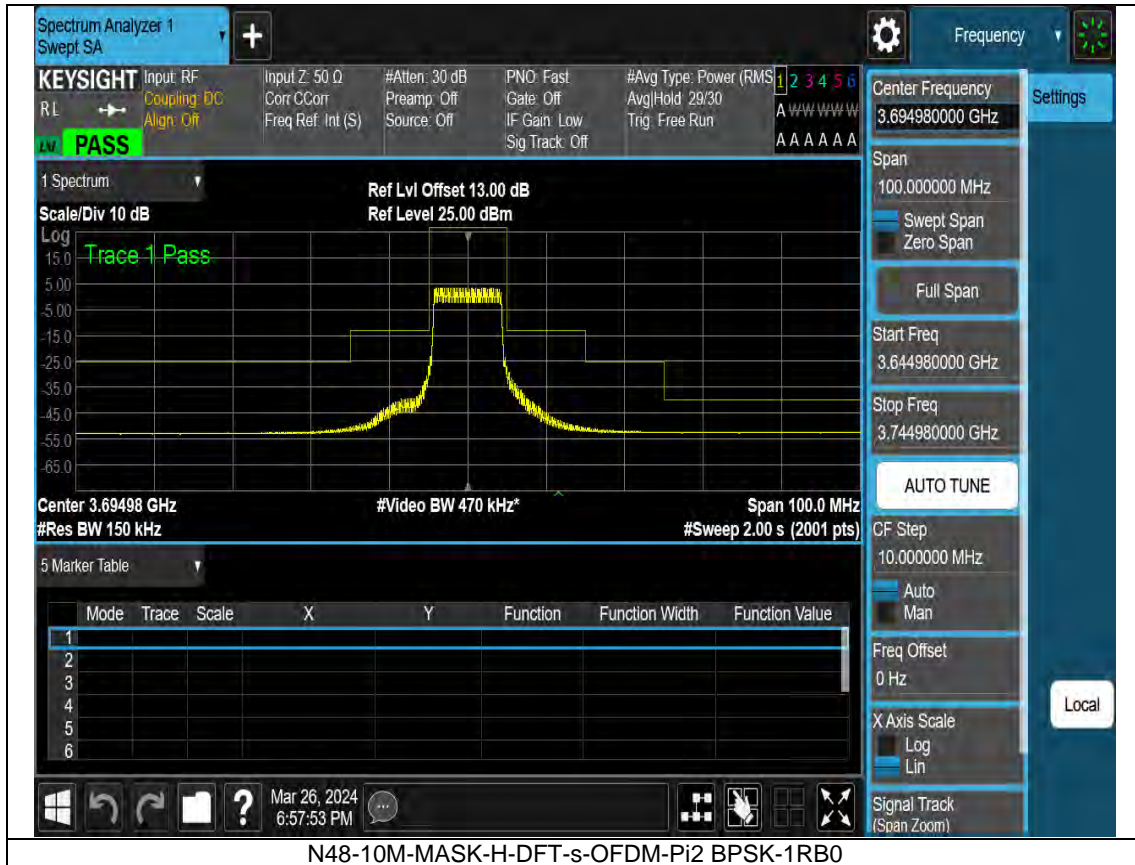 Spectrum Analyzer 1
Swept SA
Frequency
KEYSIGHT
RL
PASS
Input: RF
Coupling: DC
Align: Off
Input Z: 50 Ω
Corr CCorr
Freq Ref: Int (S)
#Atten: 30 dB
Preamp: Off
Source: Off
PNO: Fast
Gate: Off
IF Gain: Low
Sig Track: Off
#Avg Type: Power (RMS
Avg|Hold: 29/30
Trig: Free Run
1 2 3 4 5 6
A W W W W W
A A A A A A
1 Spectrum
Scale/Div 10 dB
Ref Lvl Offset 13.00 dB
Ref Level 25.00 dBm
Log
Trace 1 Pass
15.0
5.00
-5.00
-15.0
-25.0
-35.0
-45.0
-55.0
-65.0
Center 3.69498 GHz
#Video BW 470 kHz*
Span 100.0 MHz
#Res BW 150 kHz
#Sweep 2.00 s (2001 pts)
5 Marker Table
Mode Trace Scale X Y Function Function Width Function Value
1
2
3
4
5
6
Mar 26, 2024
6:57:53 PM
Center Frequency
3.694980000 GHz
Settings
Span
100.000000 MHz
Swept Span
Zero Span
Full Span
Start Freq
3.644980000 GHz
Stop Freq
3.744980000 GHz
AUTO TUNE
CF Step
10.000000 MHz
Auto
Man
Freq Offset
0 Hz
X Axis Scale
Log
Lin
Local
Signal Track
(Span Zoom)
N48-10M-MASK-H-DFT-s-OFDM-Pi2 BPSK-1RB0